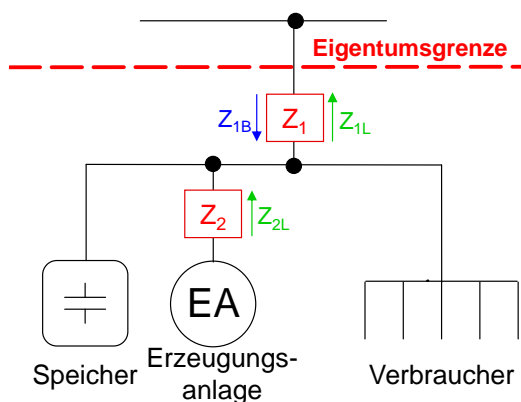 Eigentumsgrenze
Z1B
Z1
Z1L
Z2
Z2L
EA
Speicher
Erzeugungs-
anlage
Verbraucher